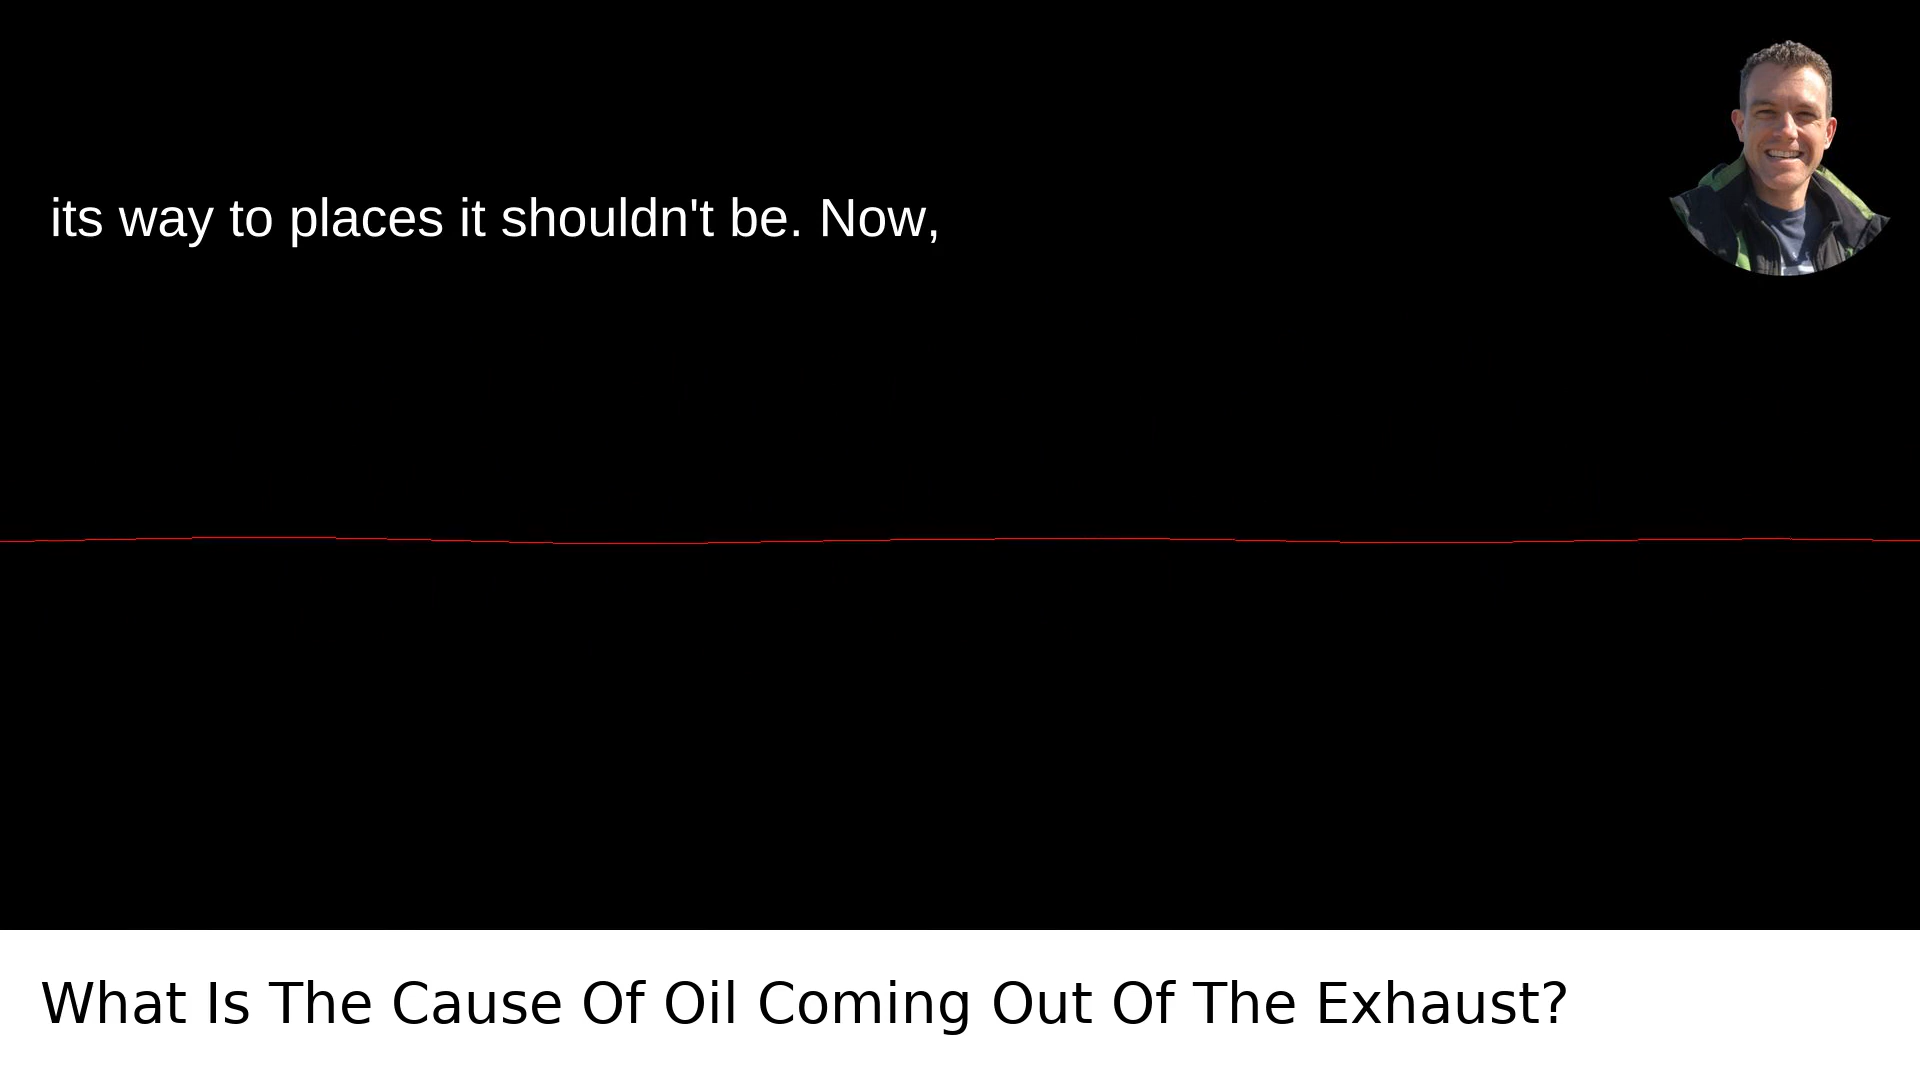 its way to places it shouldn't be. Now,
What Is The Cause Of Oil Coming Out Of The Exhaust?